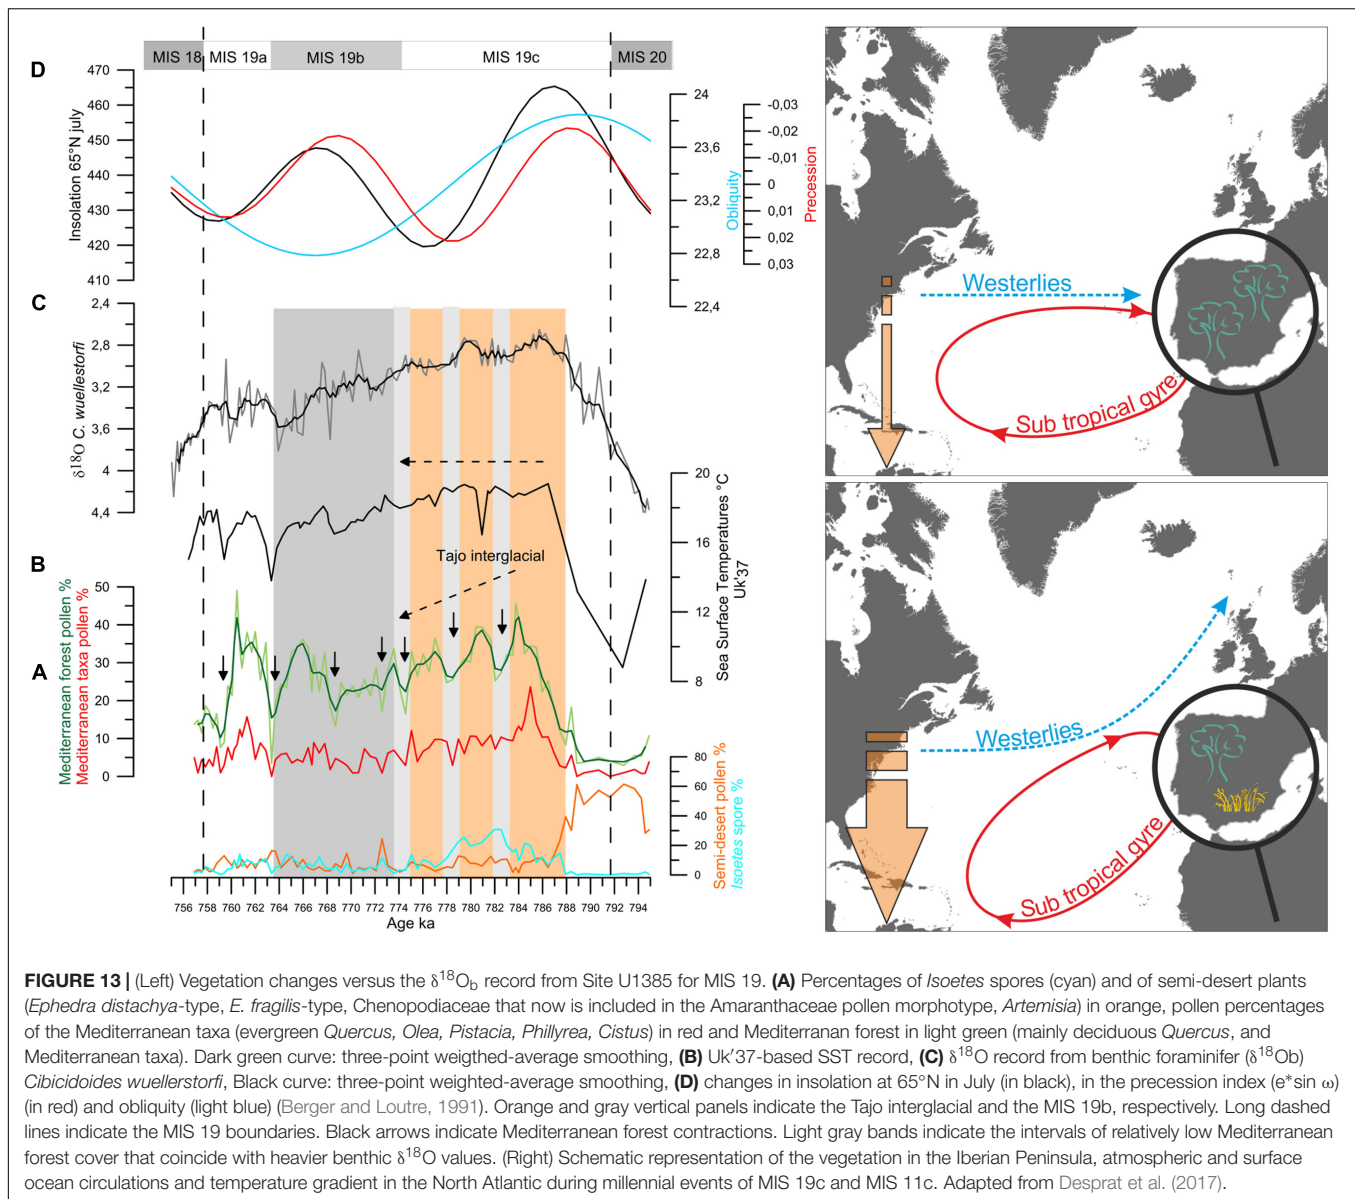 MIS 18 MIS 19a MIS 19b MIS 19c MIS 20
D
470
460
450
440
430
420
410
Insolation 65°N july
24
23,6
23,2
22,8
22,4
Obliquity
-0,03
-0,02
-0,01
0
0,01
0,02
0,03
Precession
C
2,4
2,8
3,2
3,6
4
4,4
δ18O C. wuellestorfi
20
16
12
8
Sea Surface Temperatures °C
Uk'37
Tajo interglacial
B
50
40
30
20
10
0
Mediterranean forest pollen %
Mediterranean taxa pollen %
A
80
60
40
20
0
Semi-desert pollen %
Isoetes spore %
756 758 760 762 764 766 768 770 772 774 776 778 780 782 784 786 788 790 792 794
Age ka
Westerlies
Sub tropical gyre
Westerlies
Sub tropical gyre
FIGURE 13 | (Left) Vegetation changes versus the δ18Ob record from Site U1385 for MIS 19. (A) Percentages of Isoetes spores (cyan) and of semi-desert plants
(Ephedra distachya-type, E. fragilis-type, Chenopodiaceae that now is included in the Amaranthaceae pollen morphotype, Artemisia) in orange, pollen percentages
of the Mediterranean taxa (evergreen Quercus, Olea, Pistacia, Phillyrea, Cistus) in red and Mediterranan forest in light green (mainly deciduous Quercus, and
Mediterranean taxa). Dark green curve: three-point weigthed-average smoothing, (B) Uk′37-based SST record, (C) δ18O record from benthic foraminifer (δ18Ob)
Cibicidoides wuellerstorfi, Black curve: three-point weighted-average smoothing, (D) changes in insolation at 65°N in July (in black), in the precession index (e*sin ω)
(in red) and obliquity (light blue) (Berger and Loutre, 1991). Orange and gray vertical panels indicate the Tajo interglacial and the MIS 19b, respectively. Long dashed
lines indicate the MIS 19 boundaries. Black arrows indicate Mediterranean forest contractions. Light gray bands indicate the intervals of relatively low Mediterranean
forest cover that coincide with heavier benthic δ18O values. (Right) Schematic representation of the vegetation in the Iberian Peninsula, atmospheric and surface
ocean circulations and temperature gradient in the North Atlantic during millennial events of MIS 19c and MIS 11c. Adapted from Desprat et al. (2017).